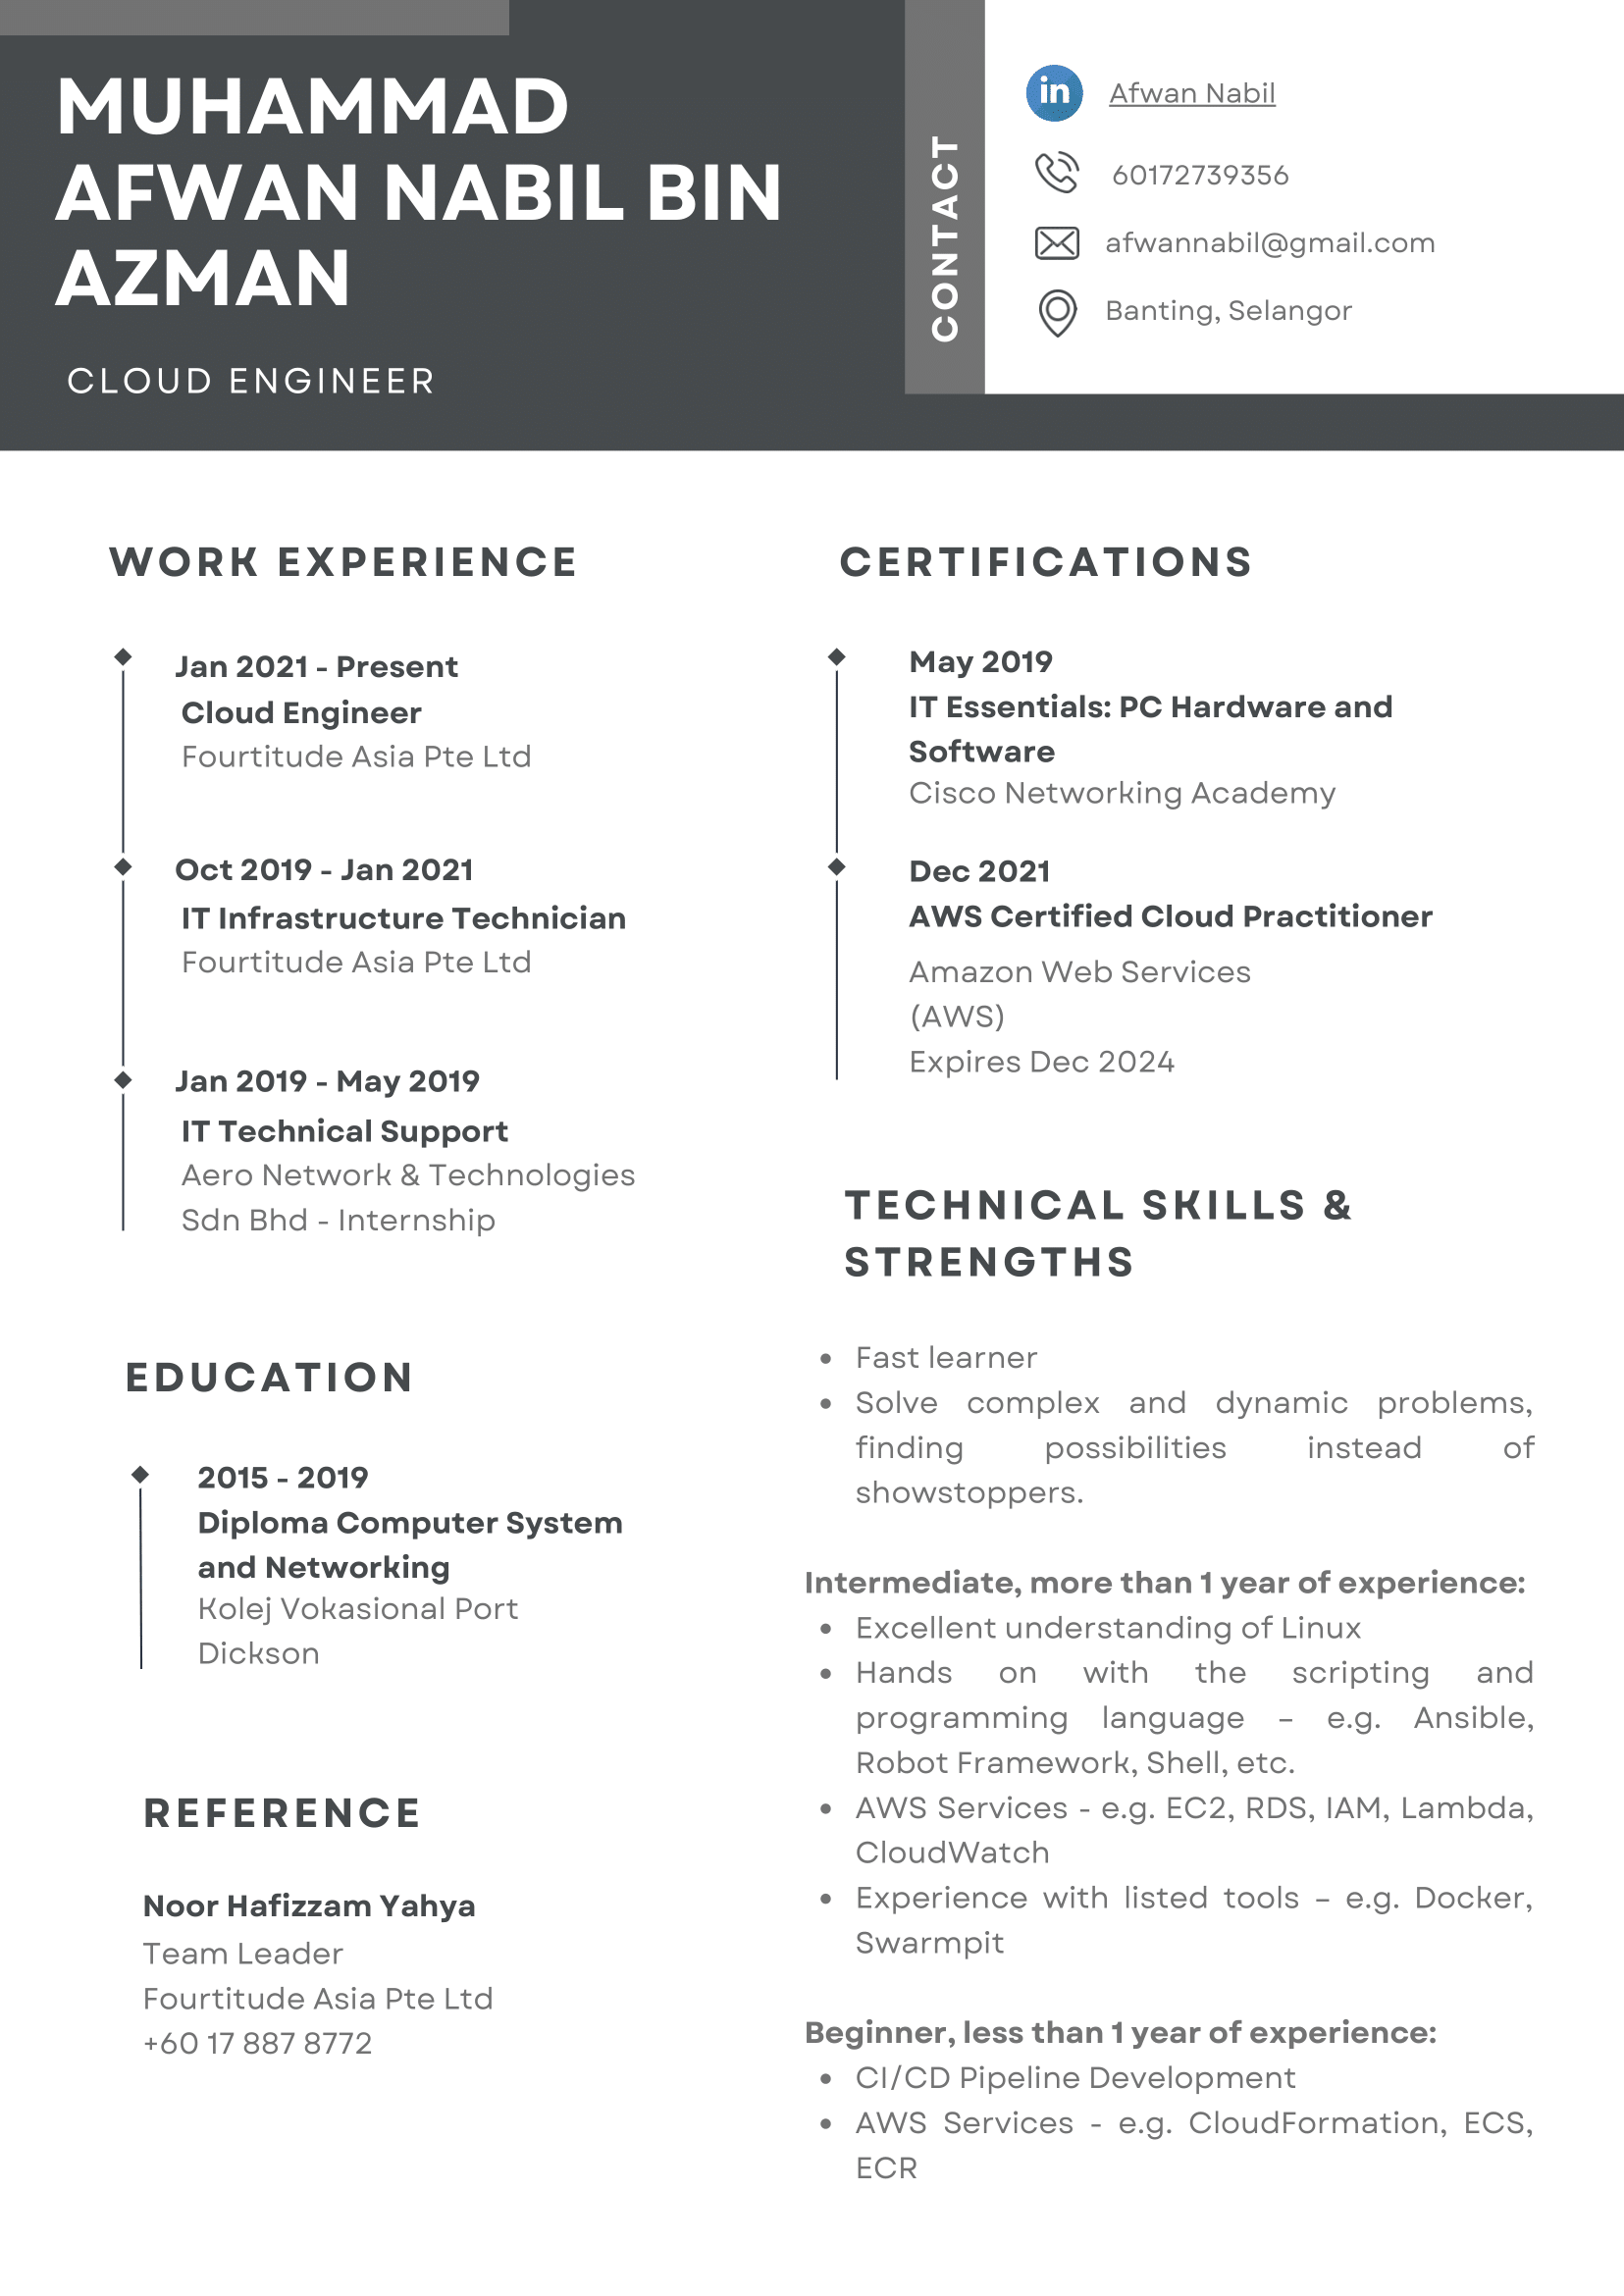 MUHAMMAD
AFWAN NABIL BIN
AZMAN
CLOUD ENGINEER
CONTACT
in
Afwan Nabil
60172739356
afwannabil@gmail.com
Banting, Selangor
WORK EXPERIENCE
Jan 2021 - Present
Cloud Engineer
Fourtitude Asia Pte Ltd
Oct 2019 - Jan 2021
IT Infrastructure Technician
Fourtitude Asia Pte Ltd
Jan 2019 - May 2019
IT Technical Support
Aero Network & Technologies
Sdn Bhd - Internship
EDUCATION
2015 - 2019
Diploma Computer System
and Networking
Kolej Vokasional Port
Dickson
REFERENCE
Noor Hafizzam Yahya
Team Leader
Fourtitude Asia Pte Ltd
+60 17 887 8772
CERTIFICATIONS
May 2019
IT Essentials: PC Hardware and
Software
Cisco Networking Academy
Dec 2021
AWS Certified Cloud Practitioner
Amazon Web Services
(AWS)
Expires Dec 2024
TECHNICAL SKILLS &
STRENGTHS
• Fast learner
• Solve complex and dynamic problems,
finding possibilities instead of
showstoppers.
Intermediate, more than 1 year of experience:
• Excellent understanding of Linux
• Hands on with the scripting and
programming language – e.g. Ansible,
Robot Framework, Shell, etc.
• AWS Services - e.g. EC2, RDS, IAM, Lambda,
CloudWatch
• Experience with listed tools – e.g. Docker,
Swarmpit
Beginner, less than 1 year of experience:
• CI/CD Pipeline Development
• AWS Services - e.g. CloudFormation, ECS,
ECR